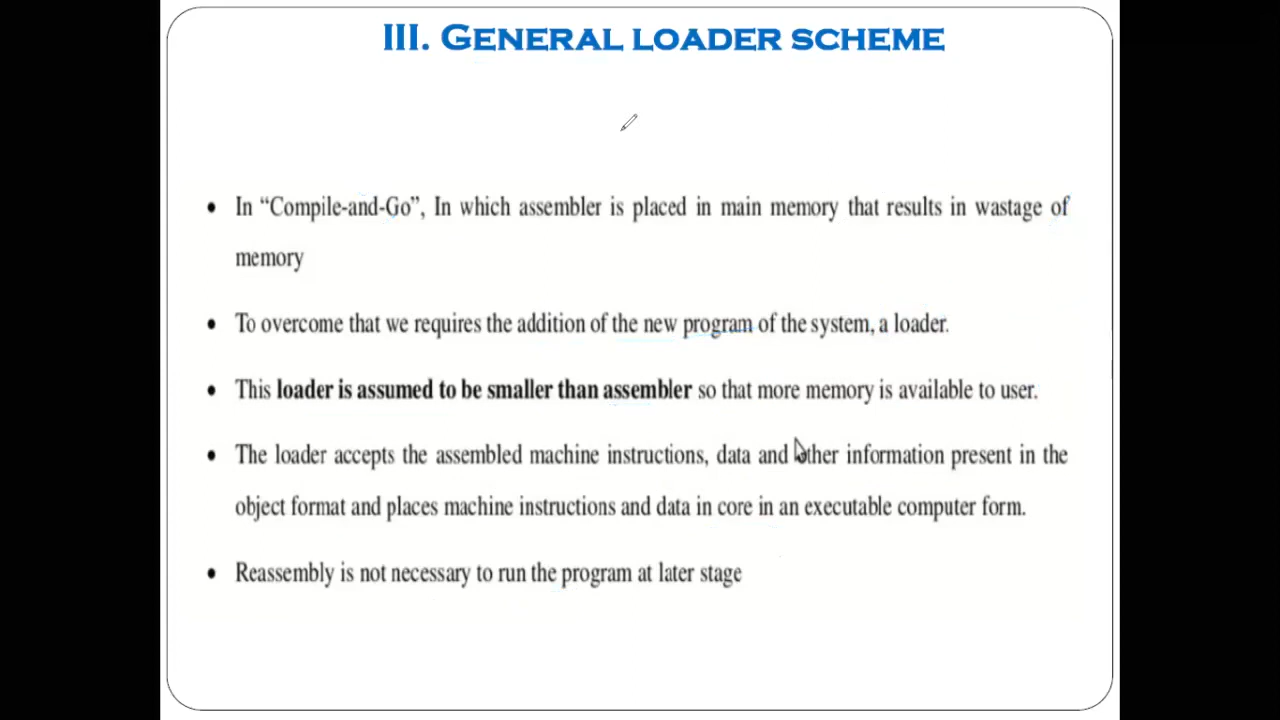 III. GENERAL LOADER SCHEME
• In “Compile-and-Go”, In which assembler is placed in main memory that results in wastage of
memory
• To overcome that we requires the addition of the new program of the system, a loader.
• This loader is assumed to be smaller than assembler so that more memory is available to user.
• The loader accepts the assembled machine instructions, data and other information present in the
object format and places machine instructions and data in core in an executable computer form.
• Reassembly is not necessary to run the program at later stage